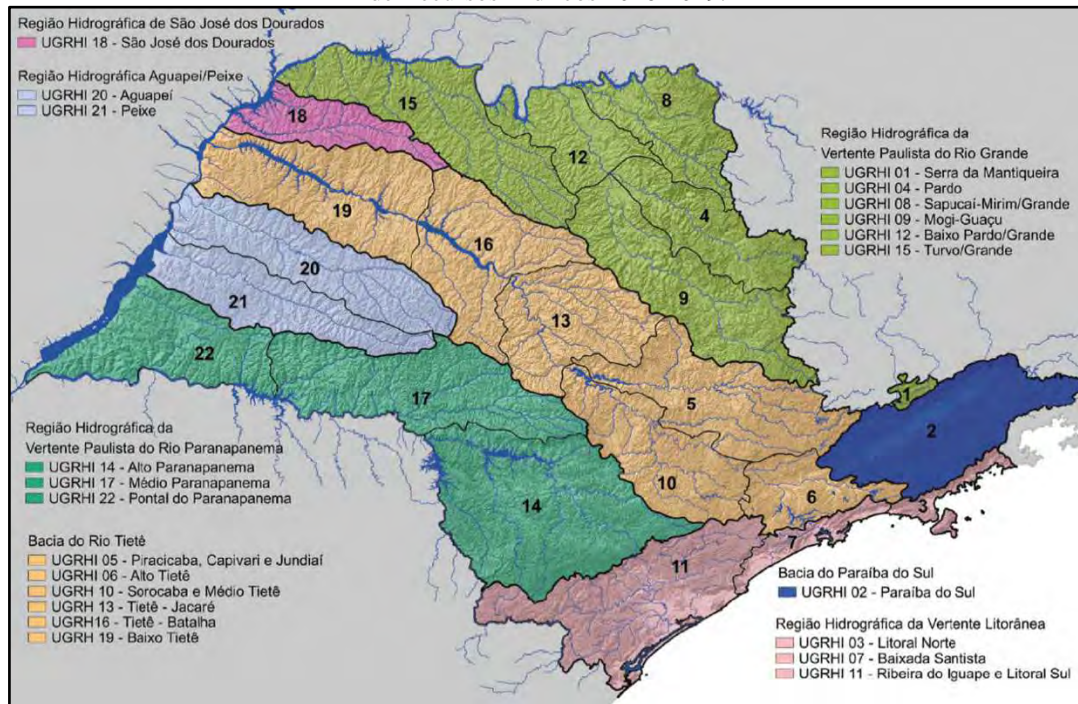 Região Hidrográfica de São José dos Dourados
UGRHI 18 - São José dos Dourados
Região Hidrográfica Aguapeí/Peixe
UGRHI 20 - Aguapeí
UGRHI 21 - Peixe
15
8
18
12
Região Hidrográfica da
Vertente Paulista do Rio Grande
UGRHI 01 - Serra da Mantiqueira
UGRHI 04 - Pardo
UGRHI 08 - Sapucaí-Mirim/Grande
UGRHI 09 - Mogi-Guaçu
UGRHI 12 - Baixo Pardo/Grande
UGRHI 15 - Turvo/Grande
4
19
16
20
21
9
13
22
17
5
1
2
Região Hidrográfica da
Vertente Paulista do Rio Paranapanema
UGRHI 14 - Alto Paranapanema
UGRHI 17 - Médio Paranapanema
UGRHI 22 - Pontal do Paranapanema
14
10
6
3
7
11
Bacia do Rio Tietê
UGRHI 05 - Piracicaba, Capivari e Jundiaí
UGRHI 06 - Alto Tietê
UGRH 10 - Sorocaba e Médio Tietê
UGRH 13 - Tietê - Jacaré
UGRH16 - Tietê - Batalha
UGRH 19 - Baixo Tietê
Bacia do Paraíba do Sul
UGRHI 02 - Paraíba do Sul
Região Hidrográfica da Vertente Litorânea
UGRHI 03 - Litoral Norte
UGRHI 07 - Baixada Santista
UGRHI 11 - Ribeira do Iguape e Litoral Sul